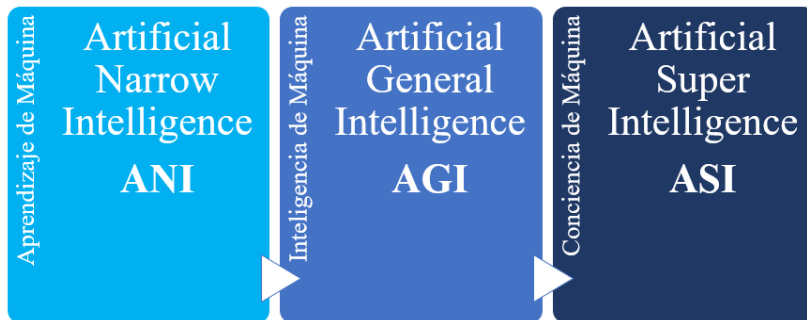 Aprendizaje de Máquina
Artificial
Narrow
Intelligence
ANI
Inteligencia de Máquina
Artificial
General
Intelligence
AGI
Conciencia de Máquina
Artificial
Super
Intelligence
ASI